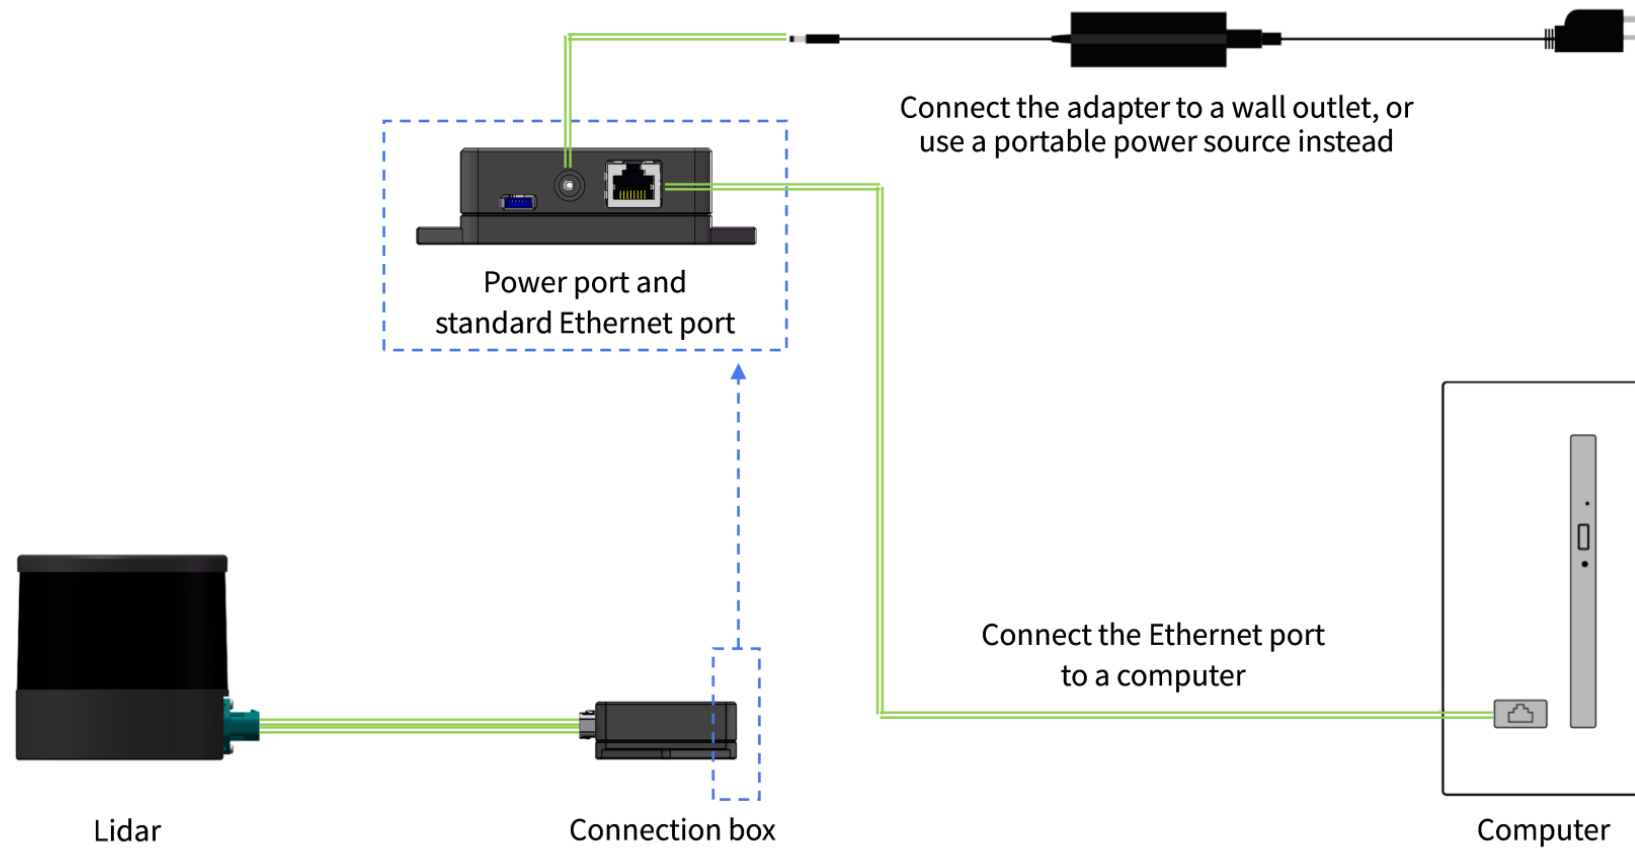 Connect the adapter to a wall outlet, or
use a portable power source instead
Power port and
standard Ethernet port
Connect the Ethernet port
to a computer
Lidar
Connection box
Computer